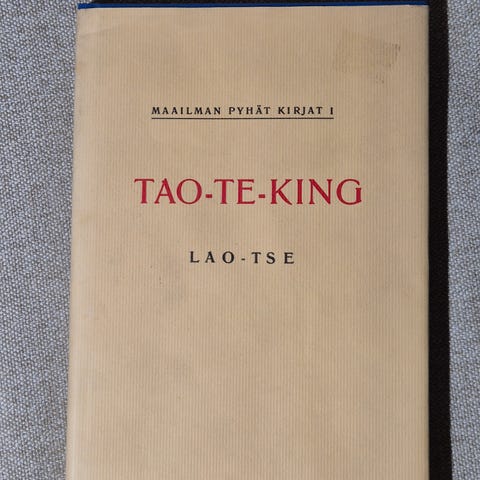 MAAILMAN PYHÄT KIRJAT I
TAO-TE-KING
LAO-TSE